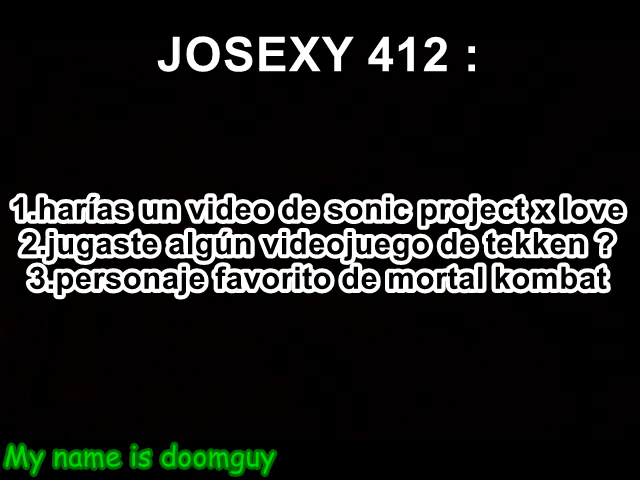 JOSEXY 412 :
1.harías un video de sonic project x love
2.jugaste algún videojuego de tekken ?
3.personaje favorito de mortal kombat
My name is doomguy